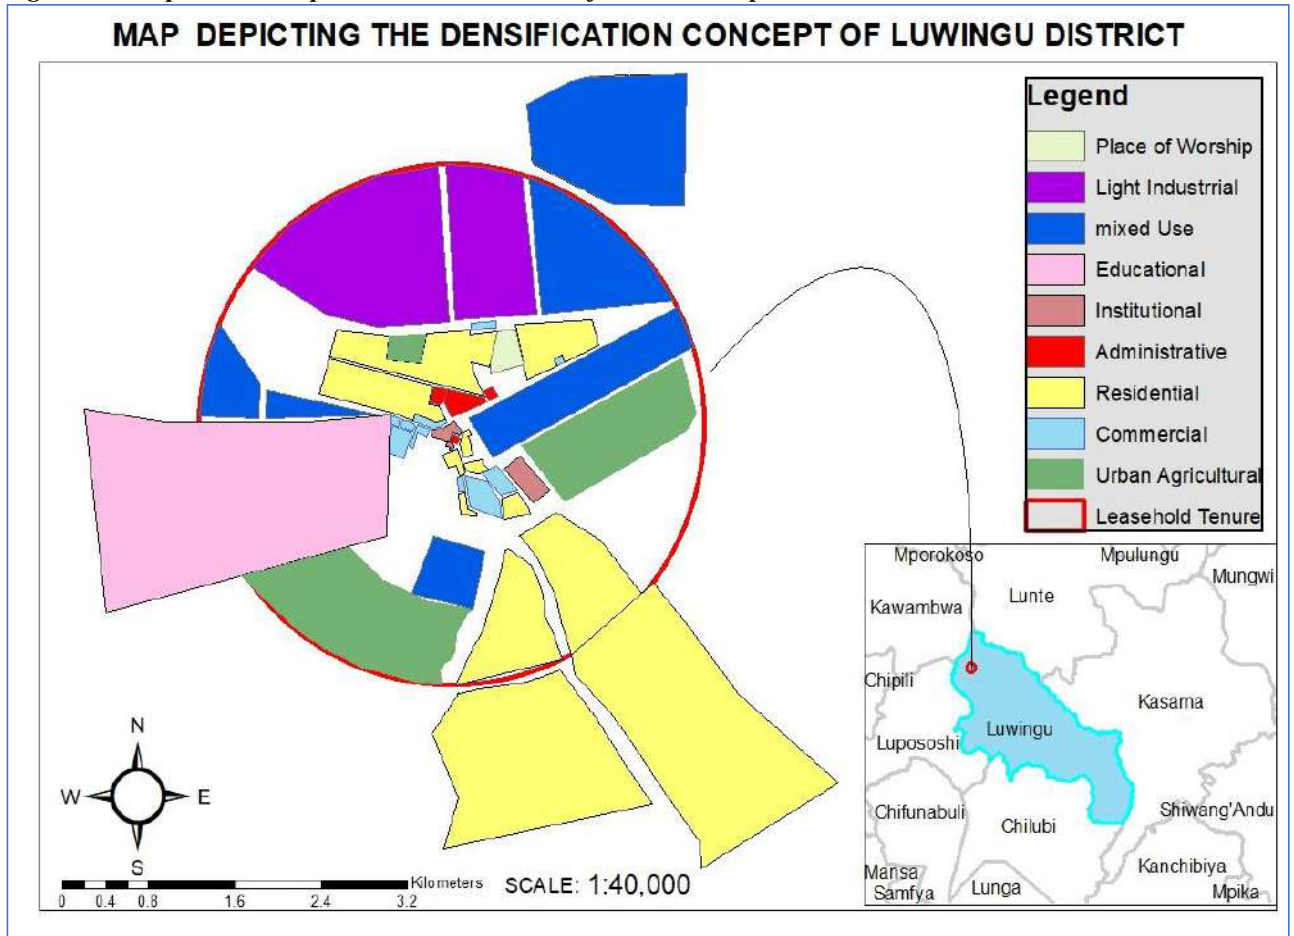 MAP DEPICTING THE DENSIFICATION CONCEPT OF LUWINGU DISTRICT
Legend
Place of Worship
Light Industrrial
mixed Use
Educational
Institutional
Administrative
Residential
Commercial
Urban Agricultural
Leasehold Tenure
Mporokoso
Mpulungu
Mungwi
Kawambwa
Lunte
Chipili
Kasama
Luwingu
Lupososhi
Chifunabuli
Chilubi
Shiwang'Andu
Kanchibiya
Mansa
Samfya
Lunga
Mpika
N
W E
S
Kilometers
0 0.4 0.8 1.6 2.4 3.2
SCALE: 1:40,000